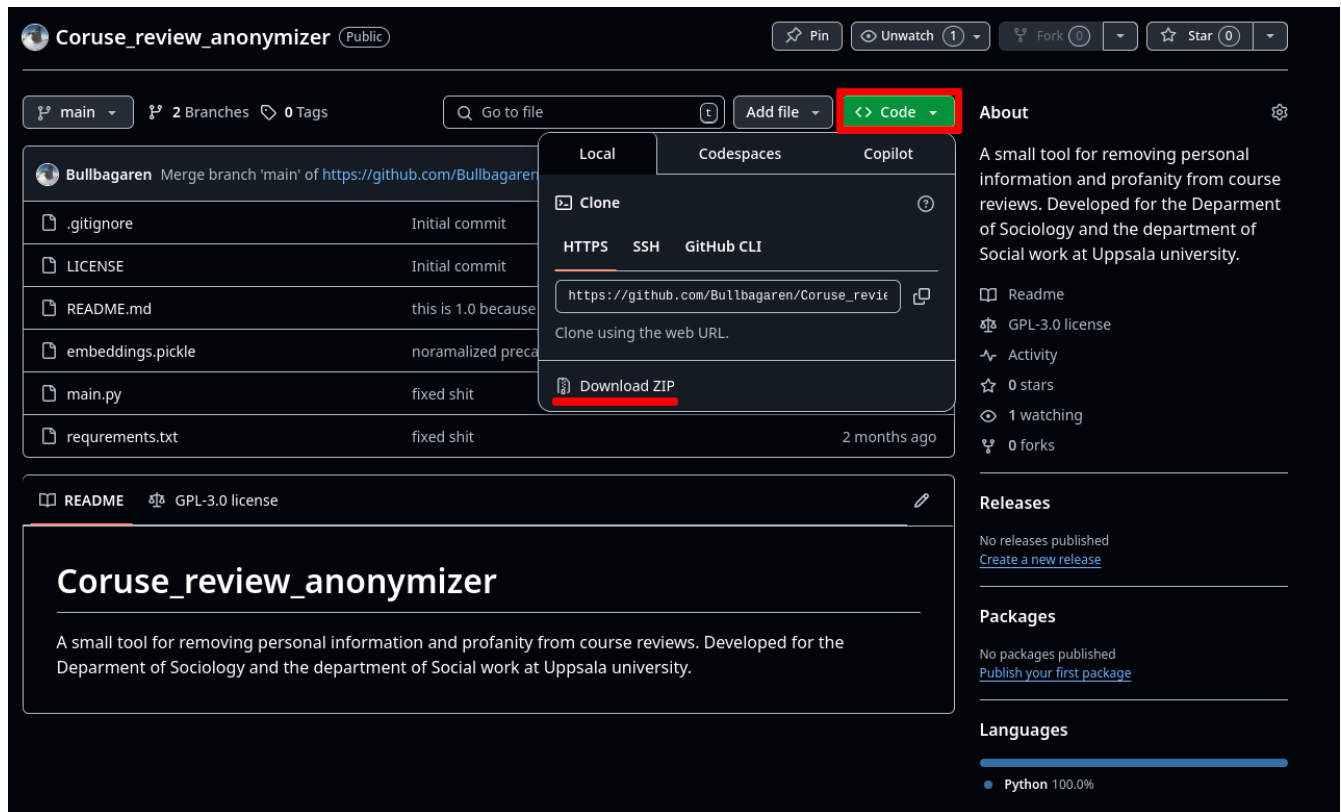 Coruse_review_anonymizer Public
Pin
Unwatch 1
Fork 0
Star 0
main
2 Branches
0 Tags
Go to file
t
Add file
<> Code
Bullbagaren Merge branch 'main' of https://github.com/Bullbagaren
.gitignore Initial commit
LICENSE Initial commit
README.md this is 1.0 because
embeddings.pickle noramalized preca
main.py fixed shit
requrements.txt fixed shit 2 months ago
Local Codespaces Copilot
Clone
HTTPS SSH GitHub CLI
https://github.com/Bullbagaren/Coruse_revie
Clone using the web URL.
Download ZIP
README GPL-3.0 license
Coruse_review_anonymizer
A small tool for removing personal information and profanity from course reviews. Developed for the
Deparment of Sociology and the department of Social work at Uppsala university.
About
A small tool for removing personal
information and profanity from course
reviews. Developed for the Deparment
of Sociology and the department of
Social work at Uppsala university.
Readme
GPL-3.0 license
Activity
0 stars
1 watching
0 forks
Releases
No releases published
Create a new release
Packages
No packages published
Publish your first package
Languages
Python 100.0%